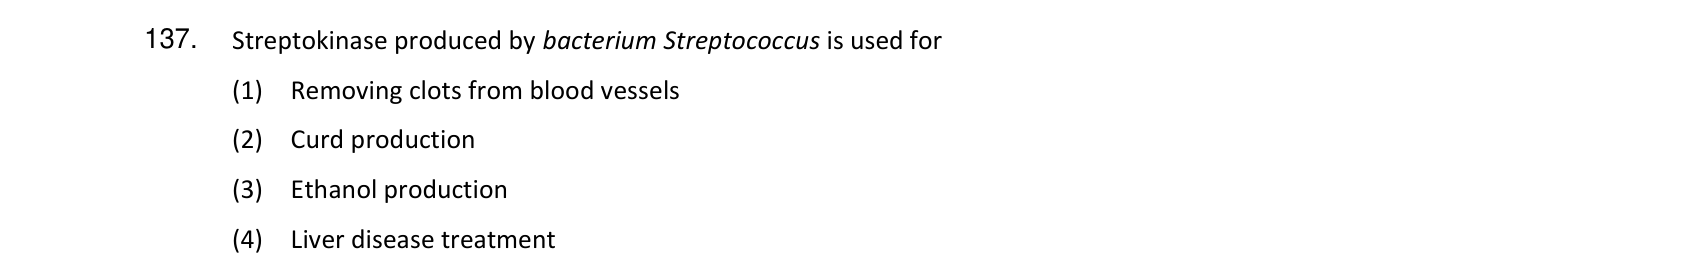 137. Streptokinase produced by bacterium Streptococcus is used for
(1) Removing clots from blood vessels
(2) Curd production
(3) Ethanol production
(4) Liver disease treatment